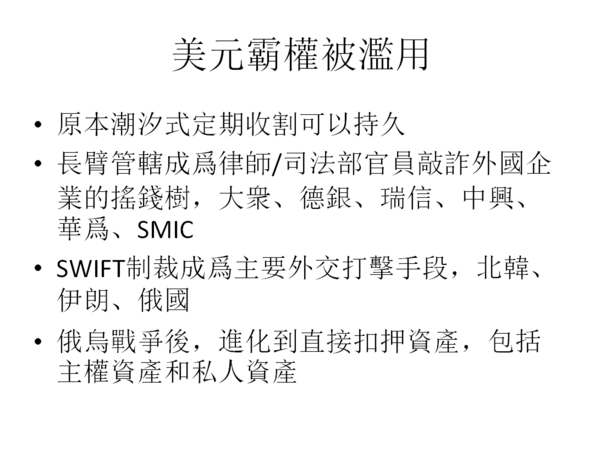 美元霸權被濫用
• 原本潮汐式定期收割可以持久
• 長臂管轄成爲律師/司法部官員敲詐外國企
業的搖錢樹，大衆、德銀、瑞信、中興、
華爲、SMIC
• SWIFT制裁成爲主要外交打擊手段，北韓、
伊朗、俄國
• 俄烏戰爭後，進化到直接扣押資產，包括
主權資產和私人資產